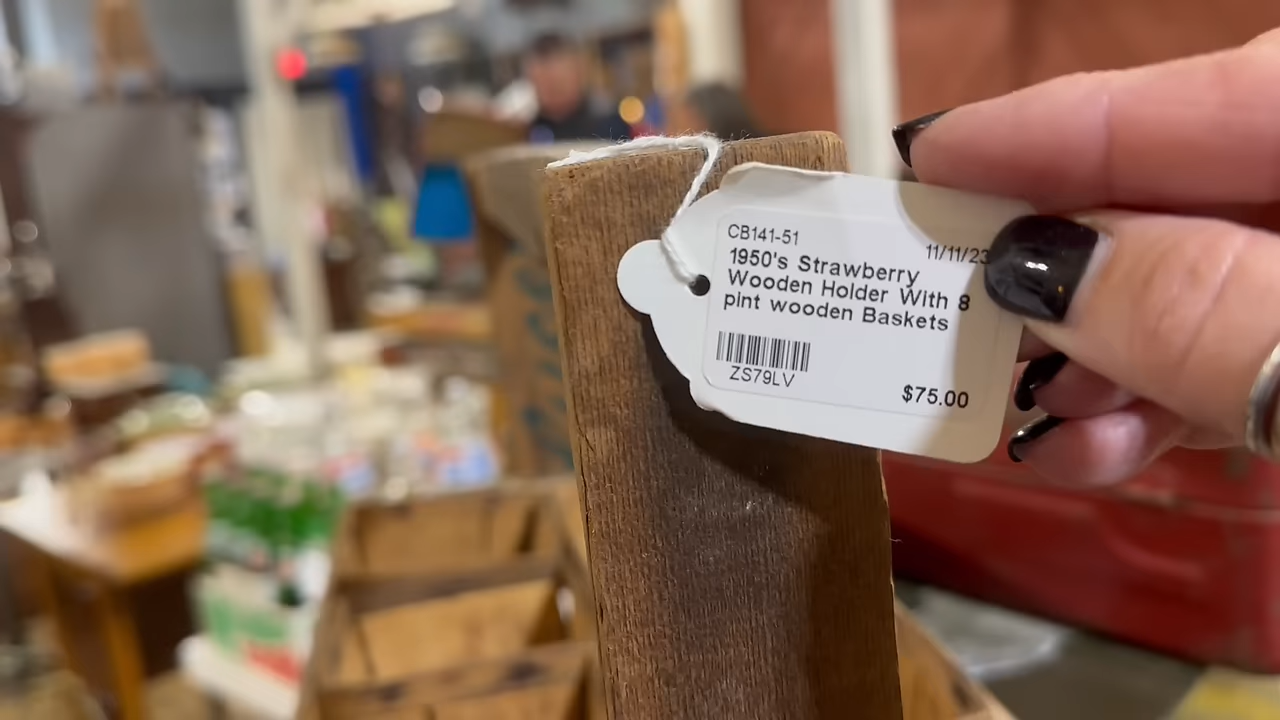 CB141-51
11/11/23
1950's Strawberry
Wooden Holder With 8
pint wooden Baskets
ZS79LV
$75.00